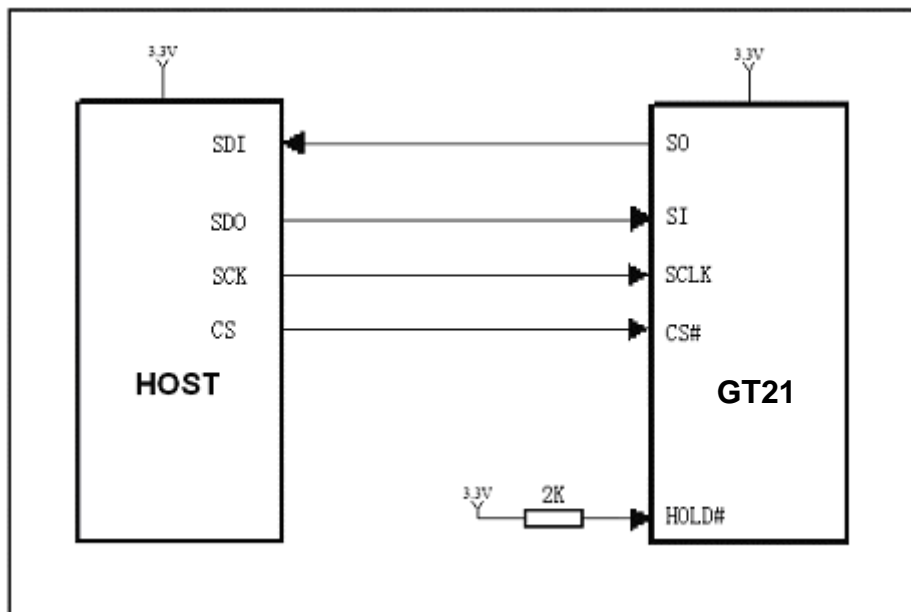 3.3V
3.3V
SDI
SO
SDO
SI
SCK
SCLK
CS
CS#
HOST
GT21
3.3V
2K
HOLD#